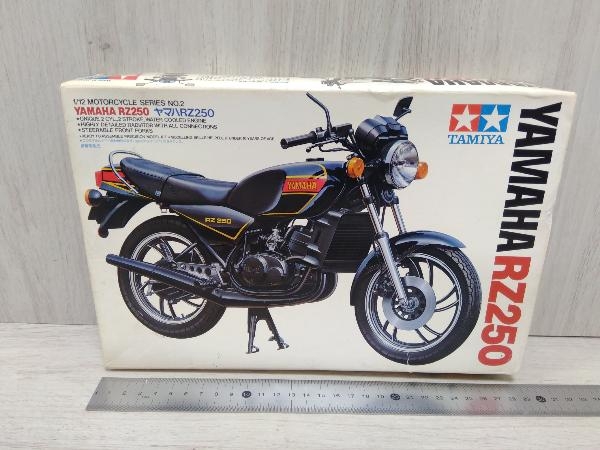 1/12 MOTORCYCLE SERIES NO.2
YAMAHA RZ250 ヤマハRZ250
• UNIQUE 2 CYL., 2 STROKE, WATER COOLED ENGINE
• HIGHLY DETAILED RADIATOR WITH ALL CONNECTIONS
• STEERABLE FRONT FORKS
TAMIYA
YAMAHA RZ250
YAMAHA
RZ 250